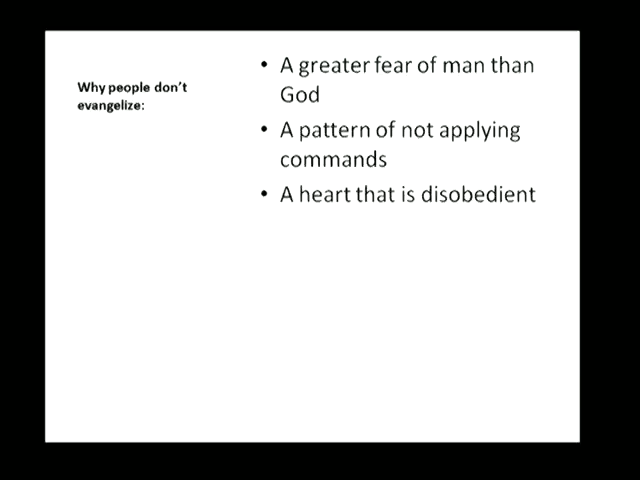 Why people don't
evangelize:
• A greater fear of man than
God
• A pattern of not applying
commands
• A heart that is disobedient